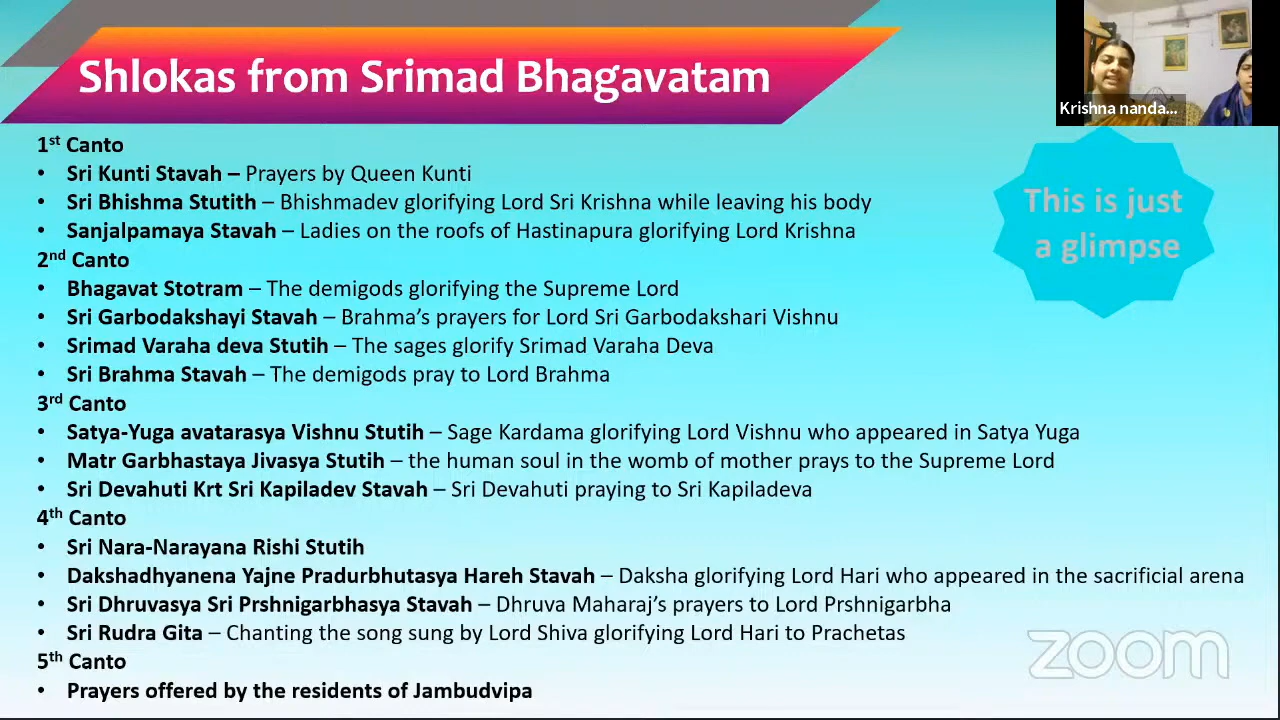 Shlokas from Srimad Bhagavatam
Krishna nanda...
1st Canto
• Sri Kunti Stavah – Prayers by Queen Kunti
• Sri Bhishma Stutith – Bhishmadev glorifying Lord Sri Krishna while leaving his body
• Sanjalpamaya Stavah – Ladies on the roofs of Hastinapura glorifying Lord Krishna
This is just
a glimpse
2nd Canto
• Bhagavat Stotram – The demigods glorifying the Supreme Lord
• Sri Garbodakshayi Stavah – Brahma’s prayers for Lord Sri Garbodakshari Vishnu
• Srimad Varaha deva Stutih – The sages glorify Srimad Varaha Deva
• Sri Brahma Stavah – The demigods pray to Lord Brahma
3rd Canto
• Satya-Yuga avatarasya Vishnu Stutih – Sage Kardama glorifying Lord Vishnu who appeared in Satya Yuga
• Matr Garbhastaya Jivasya Stutih – the human soul in the womb of mother prays to the Supreme Lord
• Sri Devahuti Krt Sri Kapiladev Stavah – Sri Devahuti praying to Sri Kapiladeva
4th Canto
• Sri Nara-Narayana Rishi Stutih
• Dakshadhyanena Yajne Pradurbhutasya Hareh Stavah – Daksha glorifying Lord Hari who appeared in the sacrificial arena
• Sri Dhruvasya Sri Prshnigarbhasya Stavah – Dhruva Maharaj’s prayers to Lord Prshnigarbha
• Sri Rudra Gita – Chanting the song sung by Lord Shiva glorifying Lord Hari to Prachetas
5th Canto
• Prayers offered by the residents of Jambudvipa
zoom